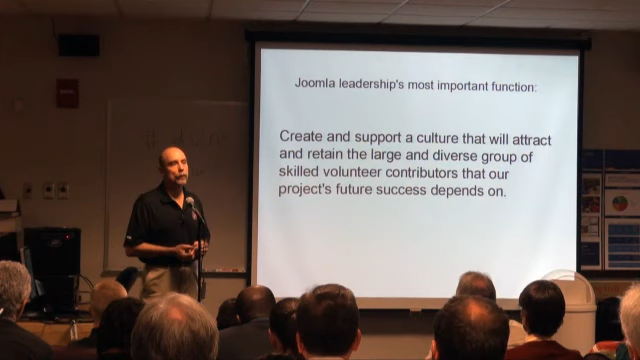 Joomla leadership's most important function:
Create and support a culture that will attract
and retain the large and diverse group of
skilled volunteer contributors that our
project's future success depends on.